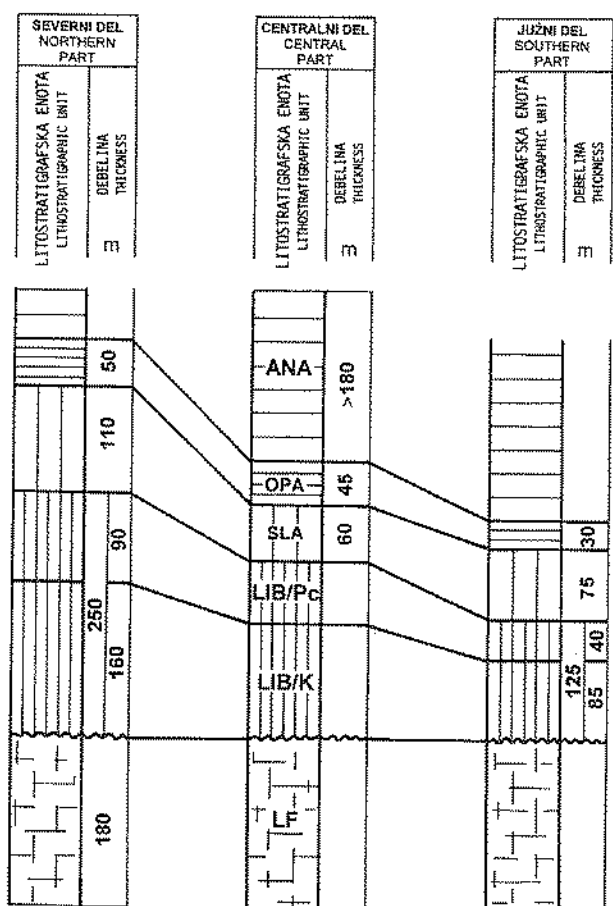 SEVERNI DEL
NORTHERN
PART
LITOSTRATIGRAFSKA ENOTA
LITHOSTRATIGRAPHIC UNIT
DEBELINA
THICKNESS
m
CENTRALNI DEL
CENTRAL
PART
LITOSTRATIGRAFSKA ENOTA
LITHOSTRATIGRAPHIC UNIT
DEBELINA
THICKNESS
m
JUŽNI DEL
SOUTHERN
PART
LITOSTRATIGRAFSKA ENOTA
LITHOSTRATIGRAPHIC UNIT
DEBELINA
THICKNESS
m
50
110
90
250
160
180
ANA
>180
OPA
45
SLA
60
LIB/Pc
LIB/K
LF
30
75
40
125
85